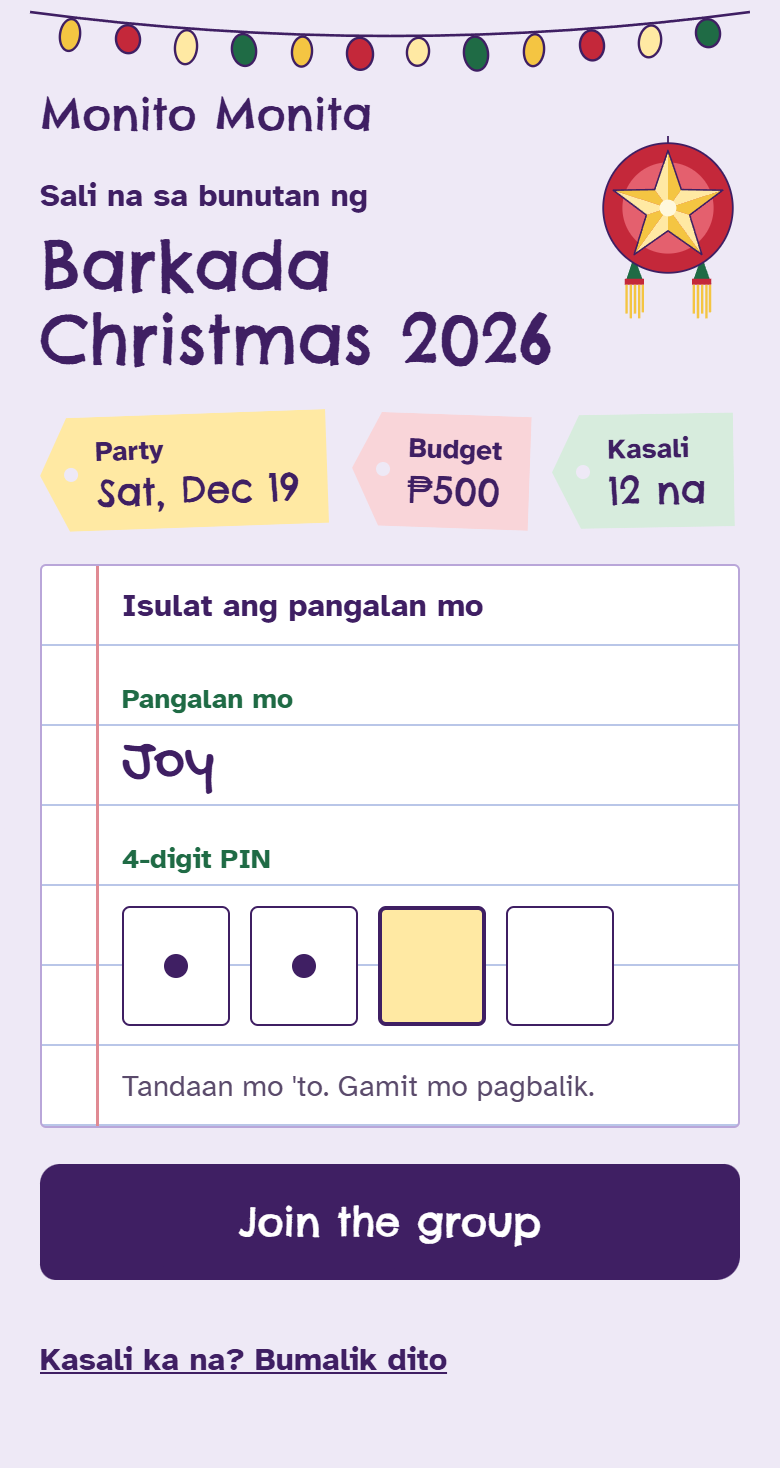 Monito Monita
Sali na sa bunutan ng
Barkada
Christmas 2026
Party
Sat, Dec 19
Budget
₱500
Kasali
12 na
Isulat ang pangalan mo
Pangalan mo
Joy
4-digit PIN
Tandaan mo 'to. Gamit mo pagbalik.
Join the group
Kasali ka na? Bumalik dito